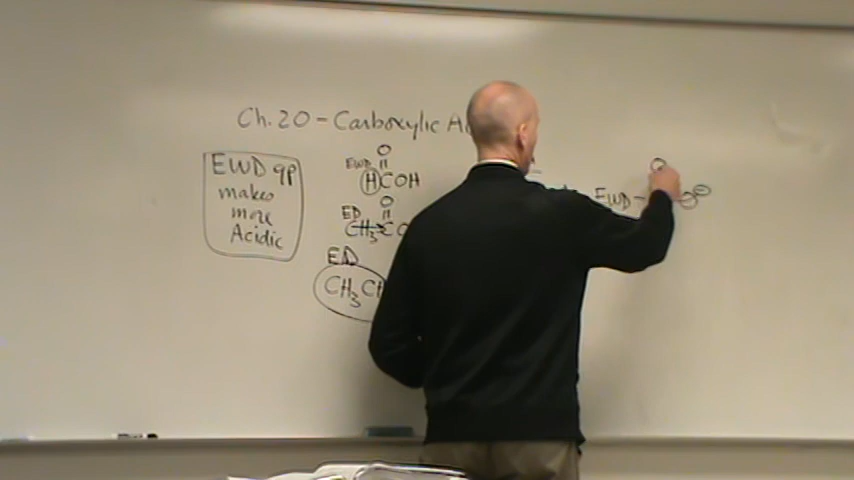 Ch. 20 - Carboxylic
EWD gp
makes
more
Acidic
O
EWD
HCOH
O
ED
CH3C
ED
CH3CH
EWD-
O
O⊖